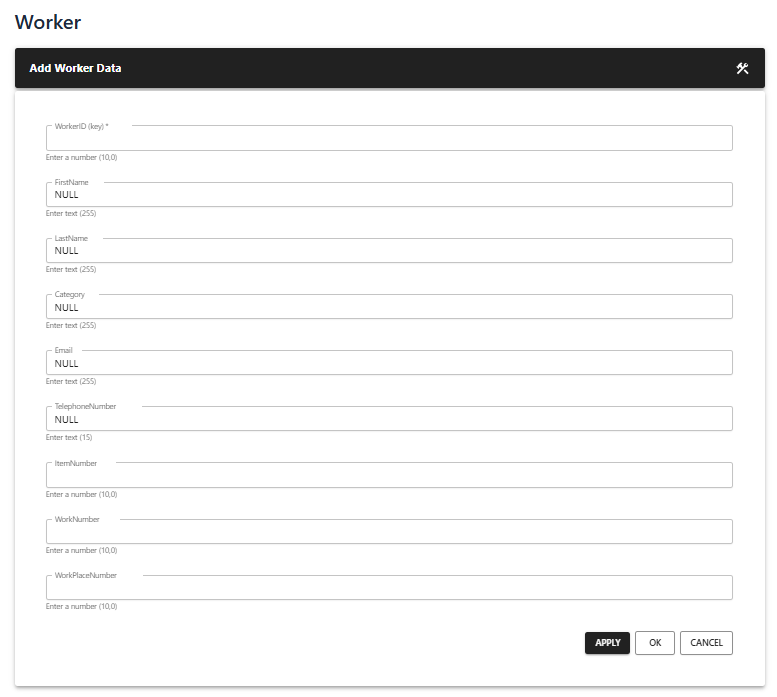 Worker
Add Worker Data
WorkerID (key) *
Enter a number (10,0)
FirstName
NULL
Enter text (255)
LastName
NULL
Enter text (255)
Category
NULL
Enter text (255)
Email
NULL
Enter text (255)
TelephoneNumber
NULL
Enter text (15)
ItemNumber
Enter a number (10,0)
WorkNumber
Enter a number (10,0)
WorkPlaceNumber
Enter a number (10,0)
APPLY OK CANCEL